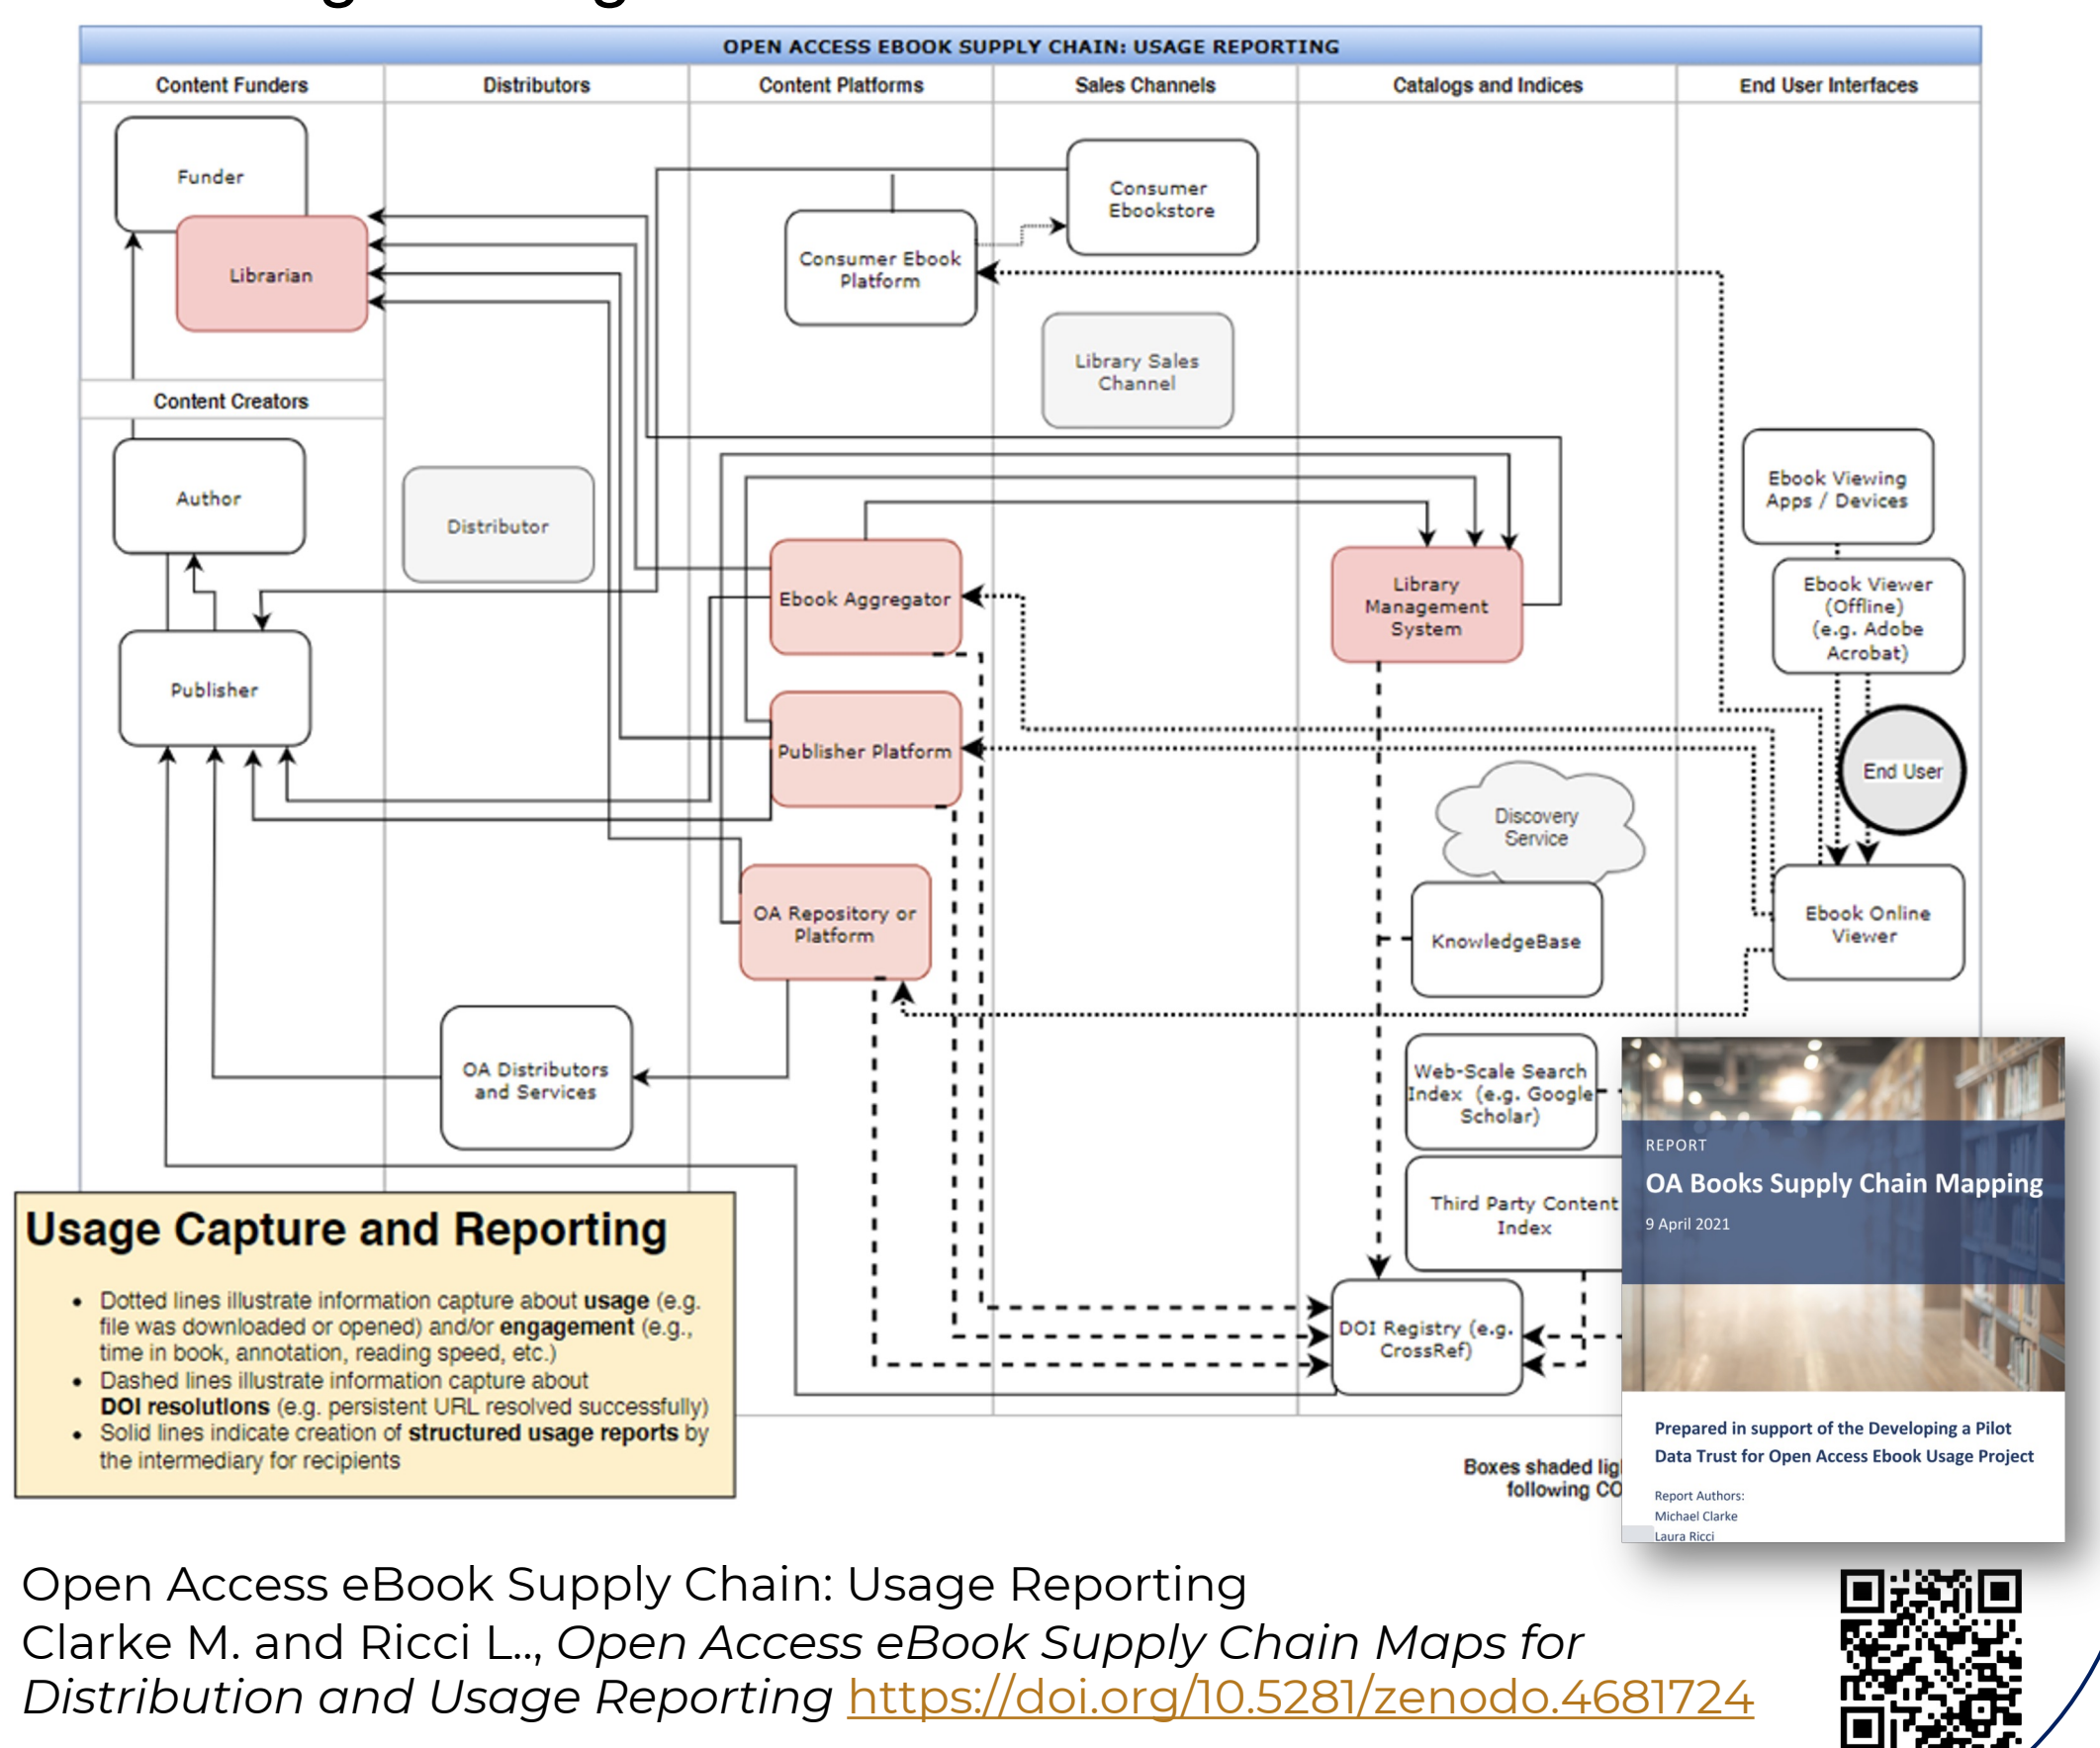 OPEN ACCESS EBOOK SUPPLY CHAIN: USAGE REPORTING
Content Funders
Distributors
Content Platforms
Sales Channels
Catalogs and Indices
End User Interfaces
Funder
Librarian
Consumer
Ebookstore
Consumer Ebook
Platform
Library Sales
Channel
Content Creators
Author
Distributor
Publisher
Ebook Aggregator
Publisher Platform
OA Repository or
Platform
OA Distributors
and Services
Library
Management
System
Ebook Viewing
Apps / Devices
Ebook Viewer
(Offline)
(e.g. Adobe
Acrobat)
End User
Discovery
Service
KnowledgeBase
Ebook Online
Viewer
Web-Scale Search
Index (e.g. Google
Scholar)
Third Party Content
Index
DOI Registry (e.g.
CrossRef)
Usage Capture and Reporting
• Dotted lines illustrate information capture about usage (e.g.
file was downloaded or opened) and/or engagement (e.g.,
time in book, annotation, reading speed, etc.)
• Dashed lines illustrate information capture about
DOI resolutions (e.g. persistent URL resolved successfully)
• Solid lines indicate creation of structured usage reports by
the intermediary for recipients
Boxes shaded
following
REPORT
OA Books Supply Chain Mapping
9 April 2021
Prepared in support of the Developing a Pilot
Data Trust for Open Access Ebook Usage Project
Report Authors:
Michael Clarke
Laura Ricci
Open Access eBook Supply Chain: Usage Reporting
Clarke M. and Ricci L.., Open Access eBook Supply Chain Maps for
Distribution and Usage Reporting https://doi.org/10.5281/zenodo.4681724